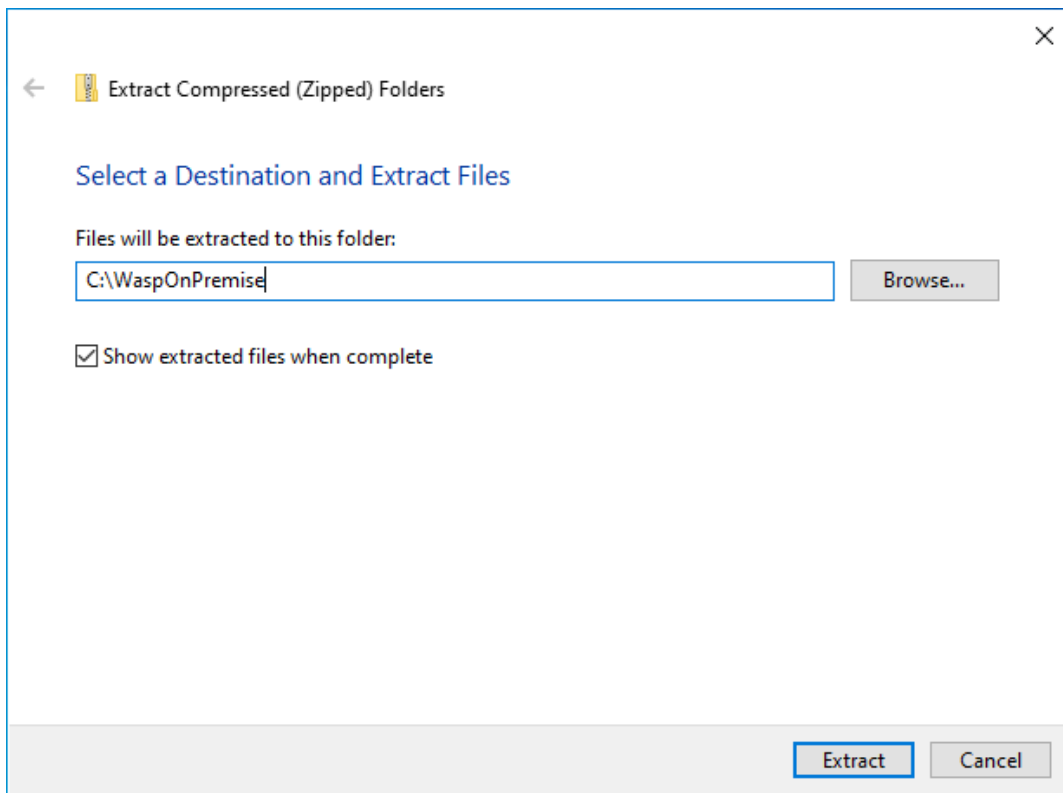 Extract Compressed (Zipped) Folders
Select a Destination and Extract Files
Files will be extracted to this folder:
C:\WaspOnPremise
Browse...
Show extracted files when complete
Extract
Cancel